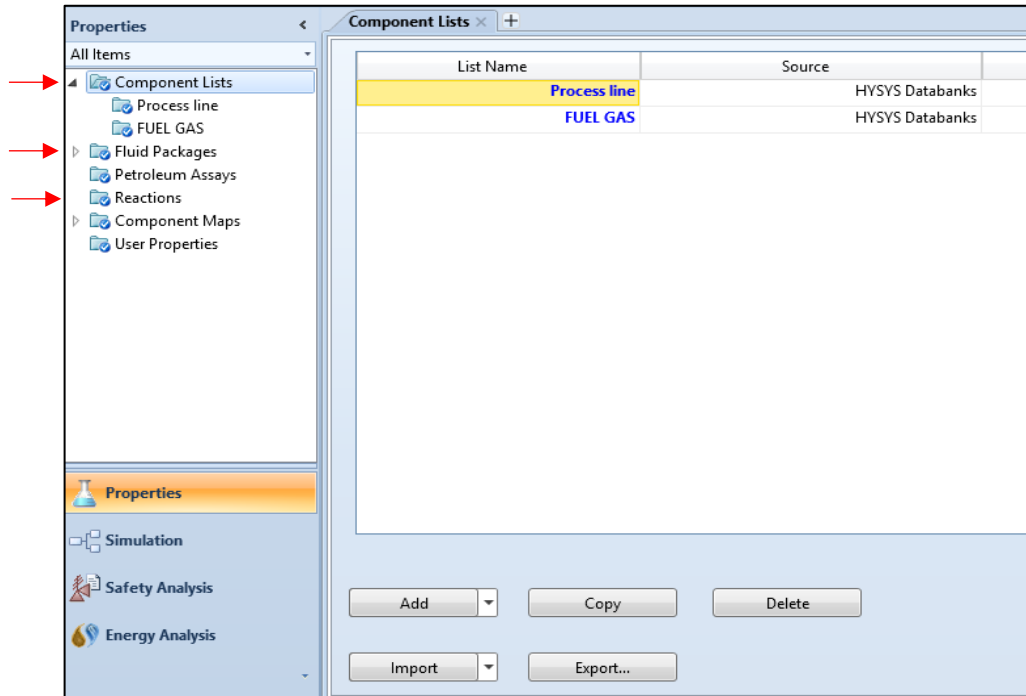 Properties
All Items
Component Lists
Process line
FUEL GAS
Fluid Packages
Petroleum Assays
Reactions
Component Maps
User Properties
Properties
Simulation
Safety Analysis
Energy Analysis
Component Lists
List Name Source
Process line HYSYS Databanks
FUEL GAS HYSYS Databanks
Add Copy Delete
Import Export...